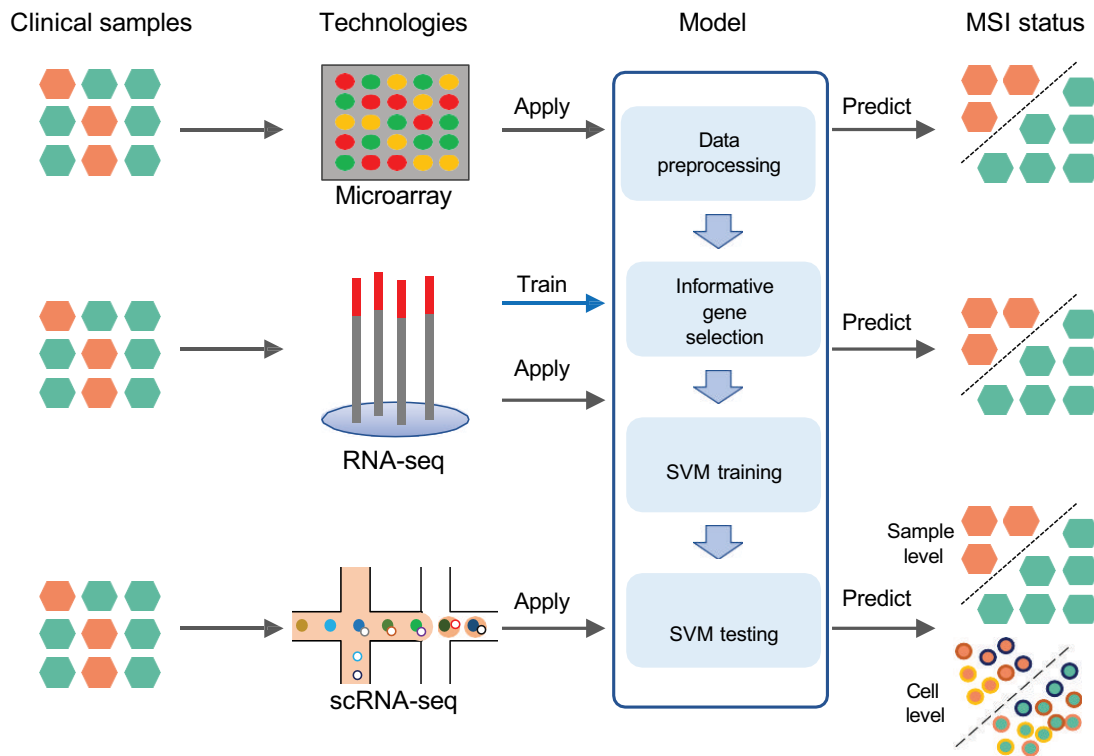 Clinical samples
Technologies
Model
MSI status
Microarray
Apply
Data
preprocessing
Predict
RNA-seq
Train
Apply
Informative
gene
selection
Predict
SVM training
scRNA-seq
Apply
SVM testing
Predict
Sample
level
Cell
level